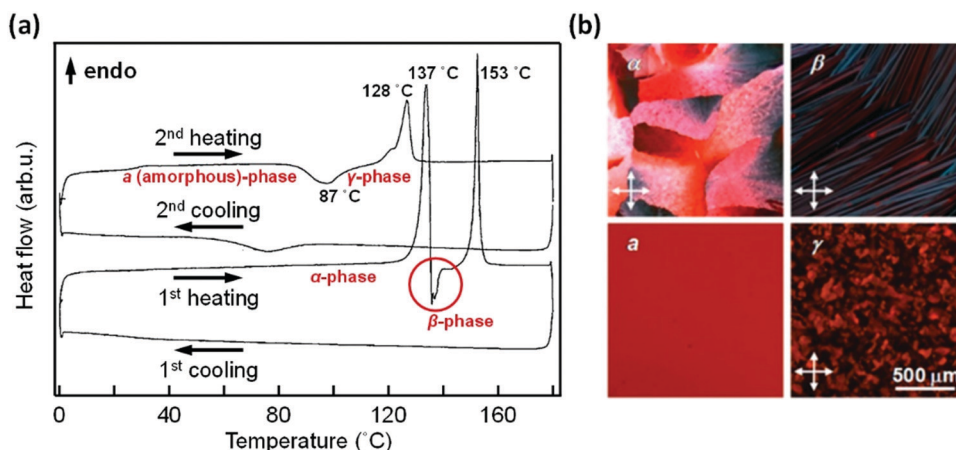 (a)
endo
137 °C
153 °C
128 °C
2nd heating
a (amorphous)-phase
γ-phase
87 °C
2nd cooling
α-phase
1st heating
β-phase
1st cooling
Heat flow (arb.u.)
0
40
80
120
160
Temperature (°C)
(b)
α
β
a
γ
500 μm